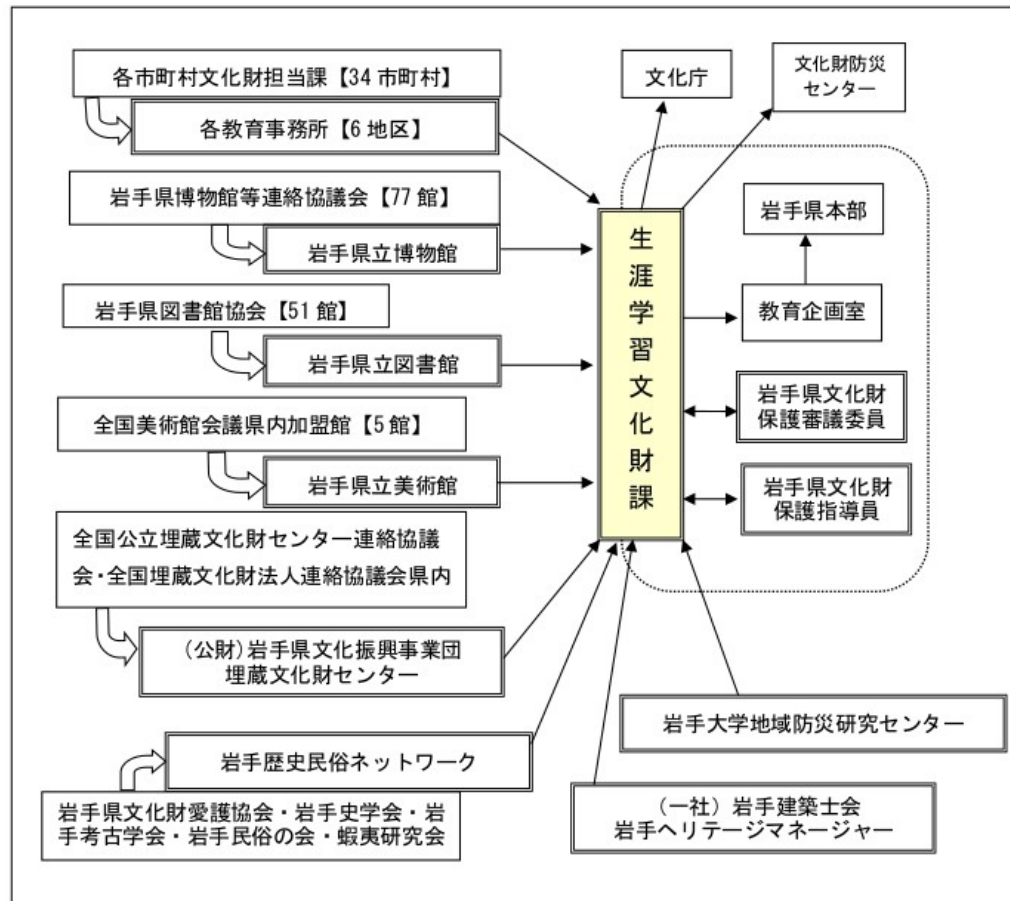 各市町村文化財担当課【34 市町村】
各教育事務所【6 地区】
岩手県博物館等連絡協議会【77 館】
岩手県立博物館
岩手県図書館協会【51 館】
岩手県立図書館
全国美術館会議県内加盟館【5 館】
岩手県立美術館
全国公立埋蔵文化財センター連絡協議
会・全国埋蔵文化財法人連絡協議会県内
（公財）岩手県文化振興事業団
埋蔵文化財センター
岩手歴史民俗ネットワーク
岩手県文化財愛護協会・岩手史学会・岩
手考古学会・岩手民俗の会・蝦夷研究会
生涯学習文化財課
文化庁
文化財防災
センター
岩手県本部
教育企画室
岩手県文化財
保護審議委員
岩手県文化財
保護指導員
岩手大学地域防災研究センター
（一社）岩手建築士会
岩手ヘリテージマネージャー